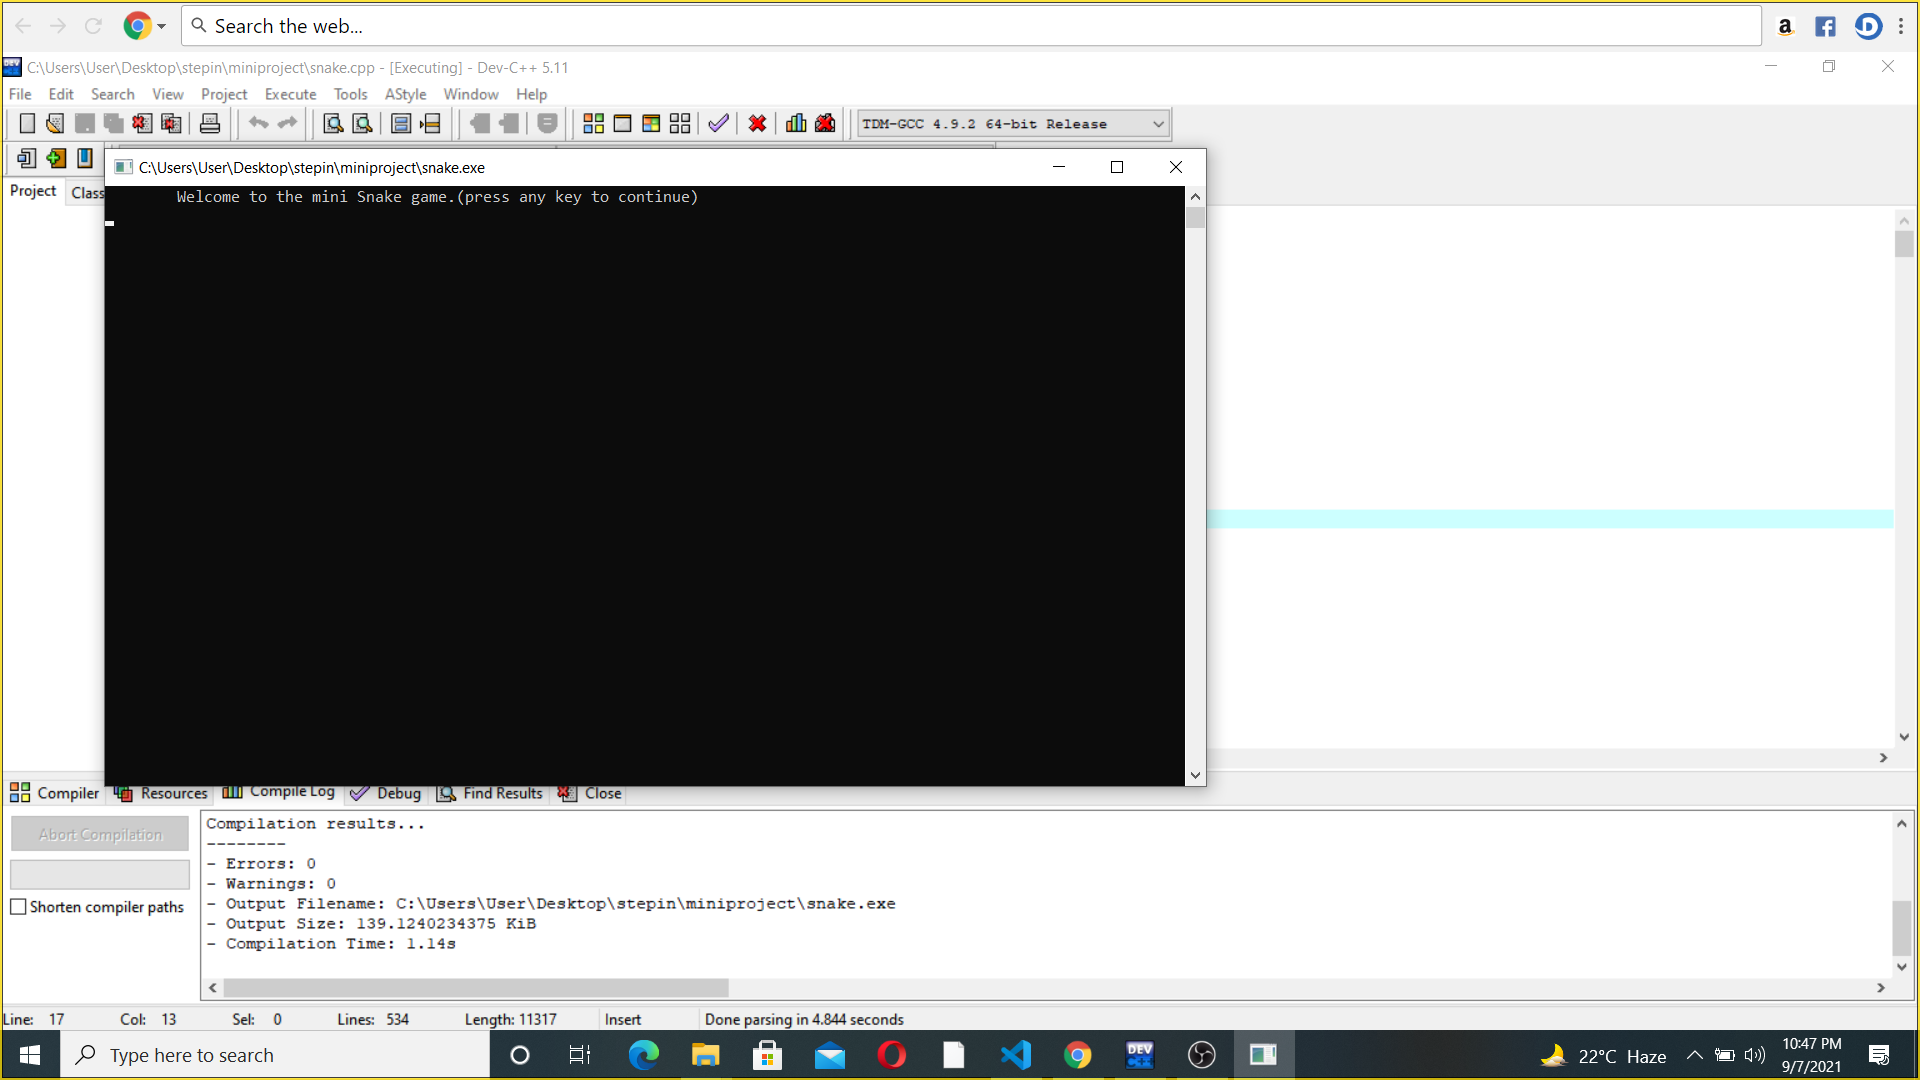 Search the web...
a
C:\Users\User\Desktop\stepin\miniproject\snake.cpp - [Executing] - Dev-C++ 5.11
File Edit Search View Project Execute Tools AStyle Window Help
TDM-GCC 4.9.2 64-bit Release
C:\Users\User\Desktop\stepin\miniproject\snake.exe
Project Class
Welcome to the mini Snake game.(press any key to continue)
Compiler Resources Compile Log Debug Find Results Close
Abort Compilation
Shorten compiler paths
Compilation results...
--------
- Errors: 0
- Warnings: 0
- Output Filename: C:\Users\User\Desktop\stepin\miniproject\snake.exe
- Output Size: 139.1240234375 KiB
- Compilation Time: 1.14s
Line: 17 Col: 13 Sel: 0 Lines: 534 Length: 11317 Insert Done parsing in 4.844 seconds
Type here to search
DEV
22°C Haze
10:47 PM
9/7/2021